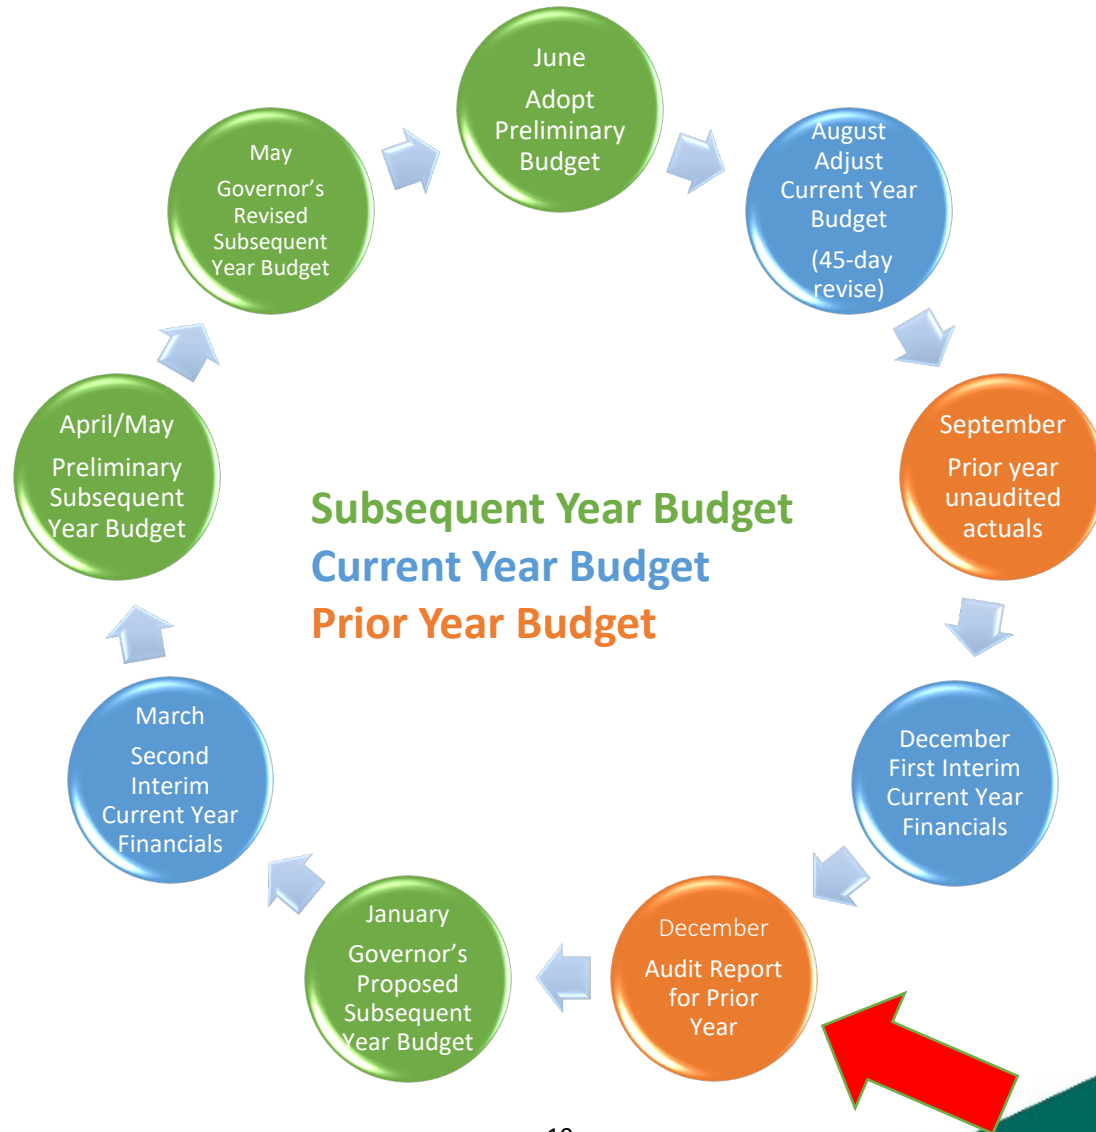 June
Adopt
Preliminary
Budget
August
Adjust
Current Year
Budget
(45-day
revise)
September
Prior year
unaudited
actuals
December
First Interim
Current Year
Financials
December
Audit Report
for Prior
Year
January
Governor’s
Proposed
Subsequent
Year Budget
March
Second
Interim
Current Year
Financials
April/May
Preliminary
Subsequent
Year Budget
May
Governor’s
Revised
Subsequent
Year Budget
Subsequent Year Budget
Current Year Budget
Prior Year Budget